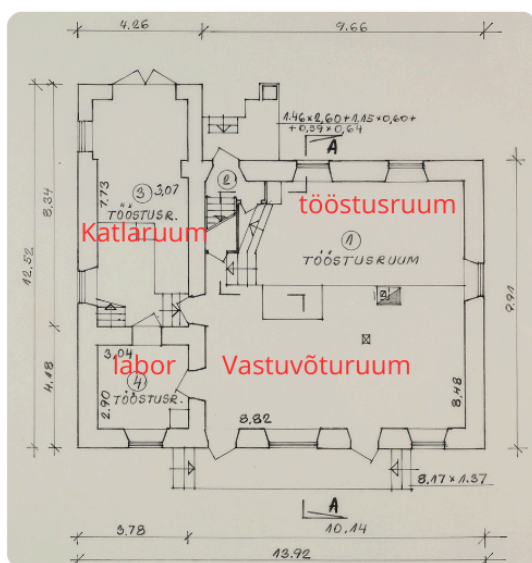 4.26
9.66
1.46×2.60+1.15×0.60+
+0.39×0.64
A
2
3
3,07
7.73
TÖÖSTUSR.
tööstusruum
Katlaruum
1
TÖÖSTUSRUUM
8,34
12.52
9.91
3,04
labor
Vastuvõturuum
4
TÖÖSTUSR.
2.90
4.18
8,82
8,48
8,17×1.37
A
3.78
10.14
13.92